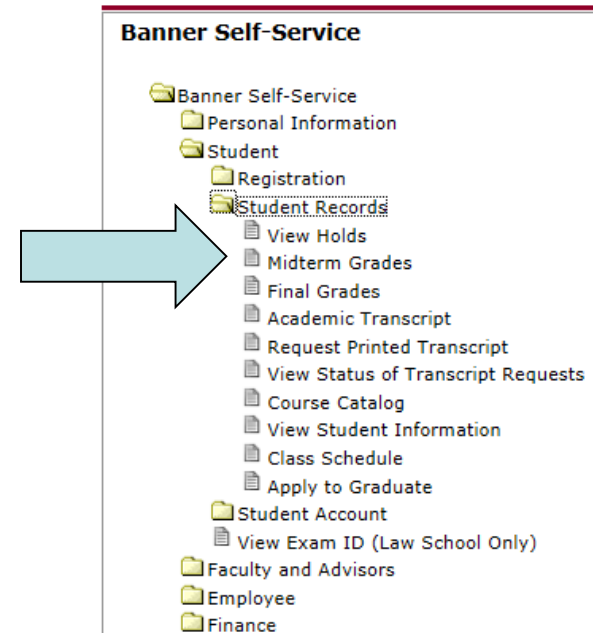 Banner Self-Service
Banner Self-Service
Personal Information
Student
Registration
Student Records
View Holds
Midterm Grades
Final Grades
Academic Transcript
Request Printed Transcript
View Status of Transcript Requests
Course Catalog
View Student Information
Class Schedule
Apply to Graduate
Student Account
View Exam ID (Law School Only)
Faculty and Advisors
Employee
Finance